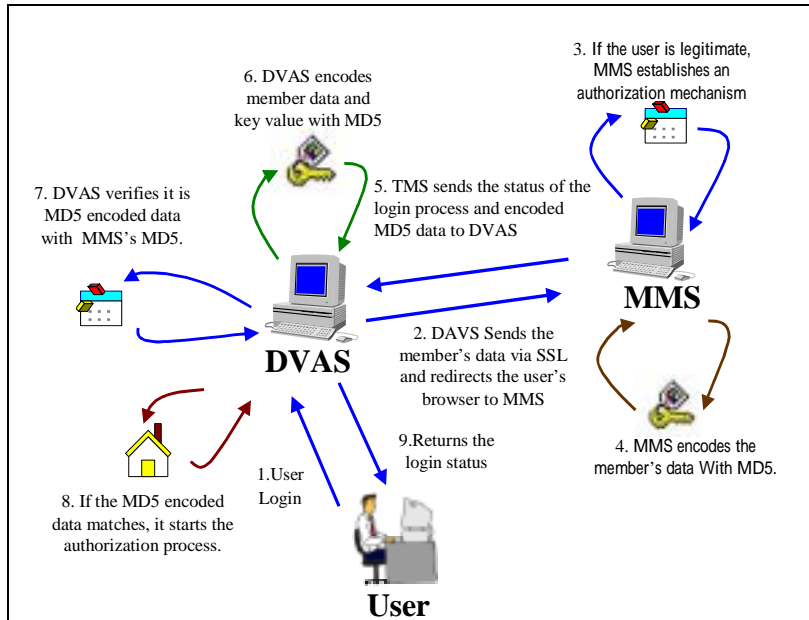 1.User
Login
2. DAVS Sends the
member's data via SSL
and redirects the user's
browser to MMS
3. If the user is legitimate,
MMS establishes an
authorization mechanism
4. MMS encodes the
member's data With MD5.
5. TMS sends the status of the
login process and encoded
MD5 data to DVAS
6. DVAS encodes
member data and
key value with MD5
7. DVAS verifies it is
MD5 encoded data
with MMS's MD5.
8. If the MD5 encoded
data matches, it starts the
authorization process.
9.Returns the
login status
DVAS
MMS
User